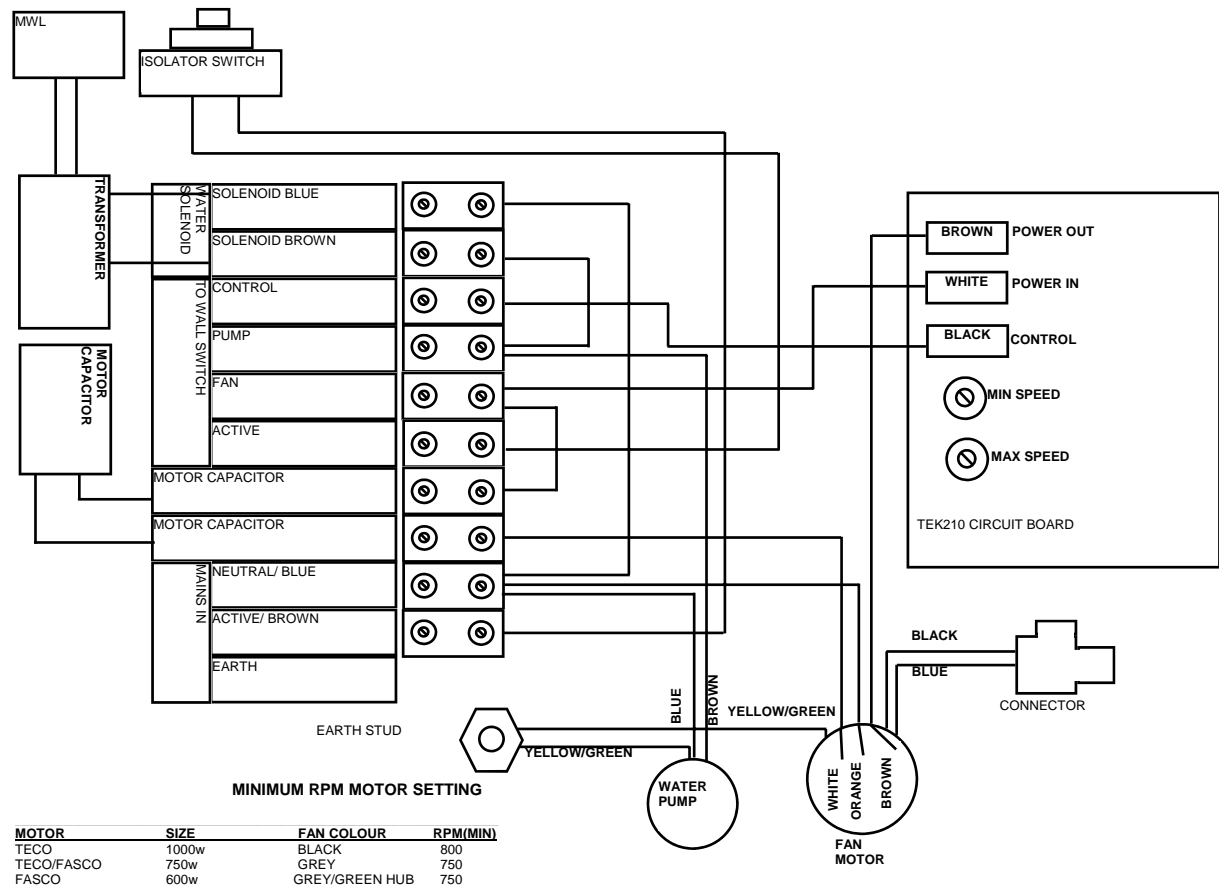 MWL
ISOLATOR SWITCH
TRANSFORMER
WATER
SOLENOID
SOLENOID BLUE
SOLENOID BROWN
TO WALL SWITCH
CONTROL
PUMP
FAN
ACTIVE
MOTOR
CAPACITOR
MOTOR CAPACITOR
MOTOR CAPACITOR
MAINS IN
NEUTRAL/ BLUE
ACTIVE/ BROWN
EARTH
BROWN POWER OUT
WHITE POWER IN
BLACK CONTROL
MIN SPEED
MAX SPEED
TEK210 CIRCUIT BOARD
BLACK
BLUE
CONNECTOR
BLUE
BROWN
YELLOW/GREEN
EARTH STUD
YELLOW/GREEN
WATER
PUMP
WHITE
ORANGE
BROWN
FAN
MOTOR
MINIMUM RPM MOTOR SETTING
MOTOR SIZE FAN COLOUR RPM(MIN)
TECO 1000w BLACK 800
TECO/FASCO 750w GREY 750
FASCO 600w GREY/GREEN HUB 750